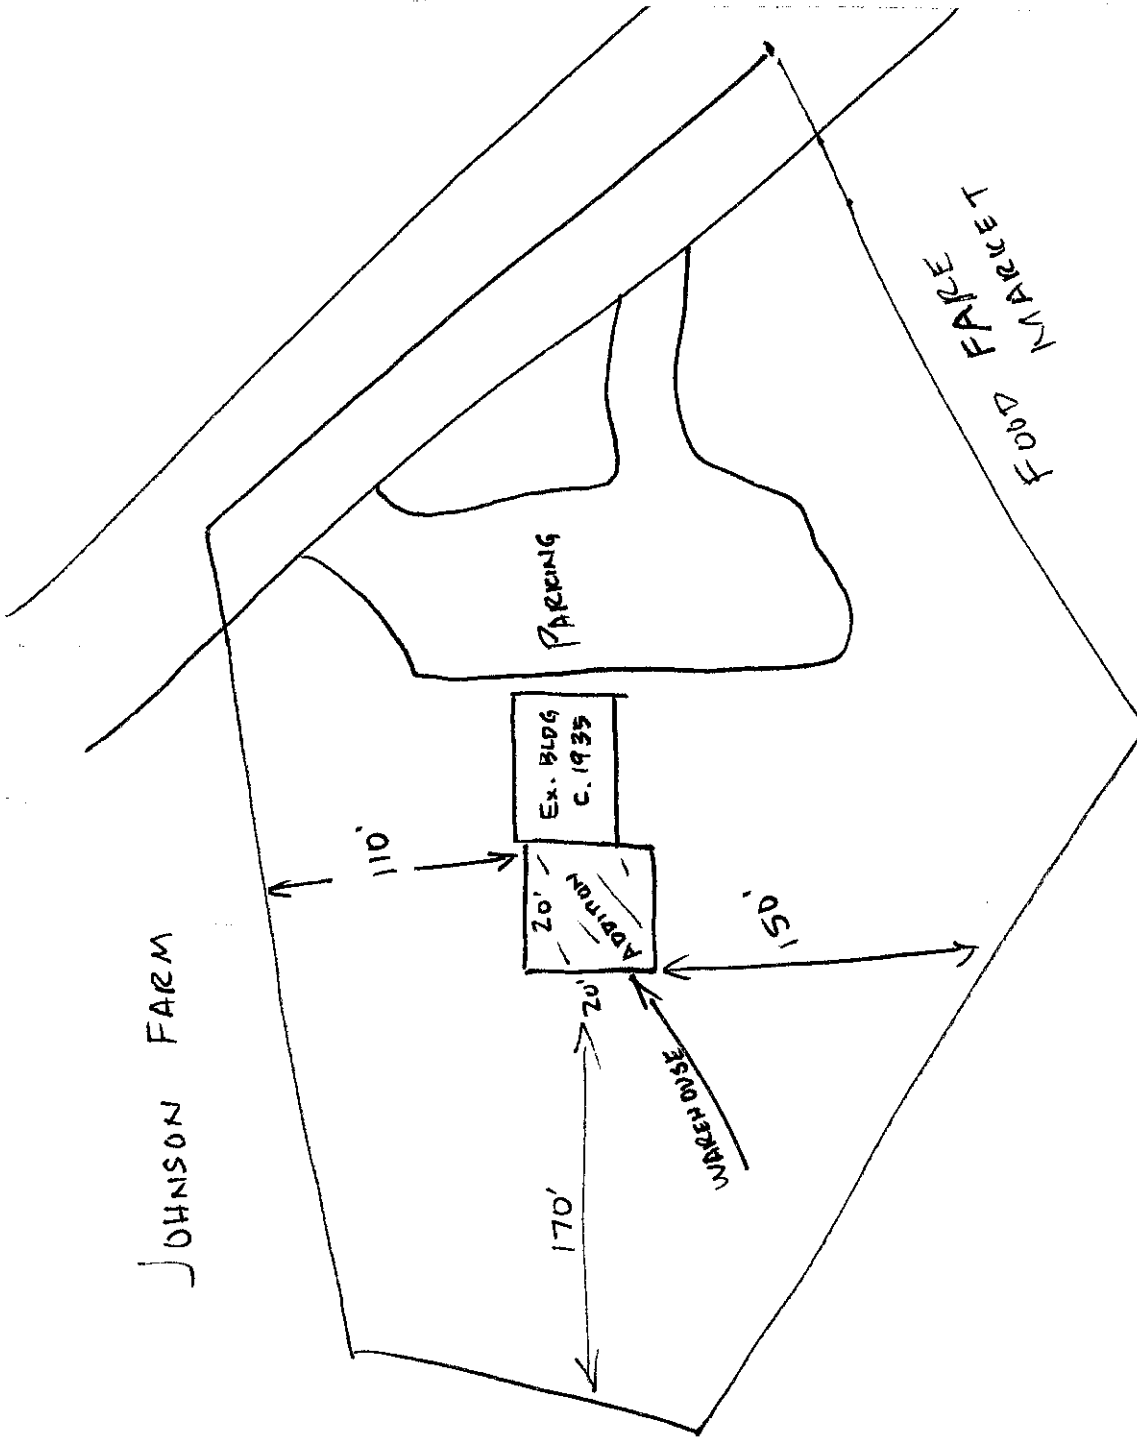 JOHNSON FARM
110'
170'
20'
20'
ADDITION
Ex. BLDG
C. 1935
PARKING
WAREHOUSE
150'
FOOD FARE
MARKET